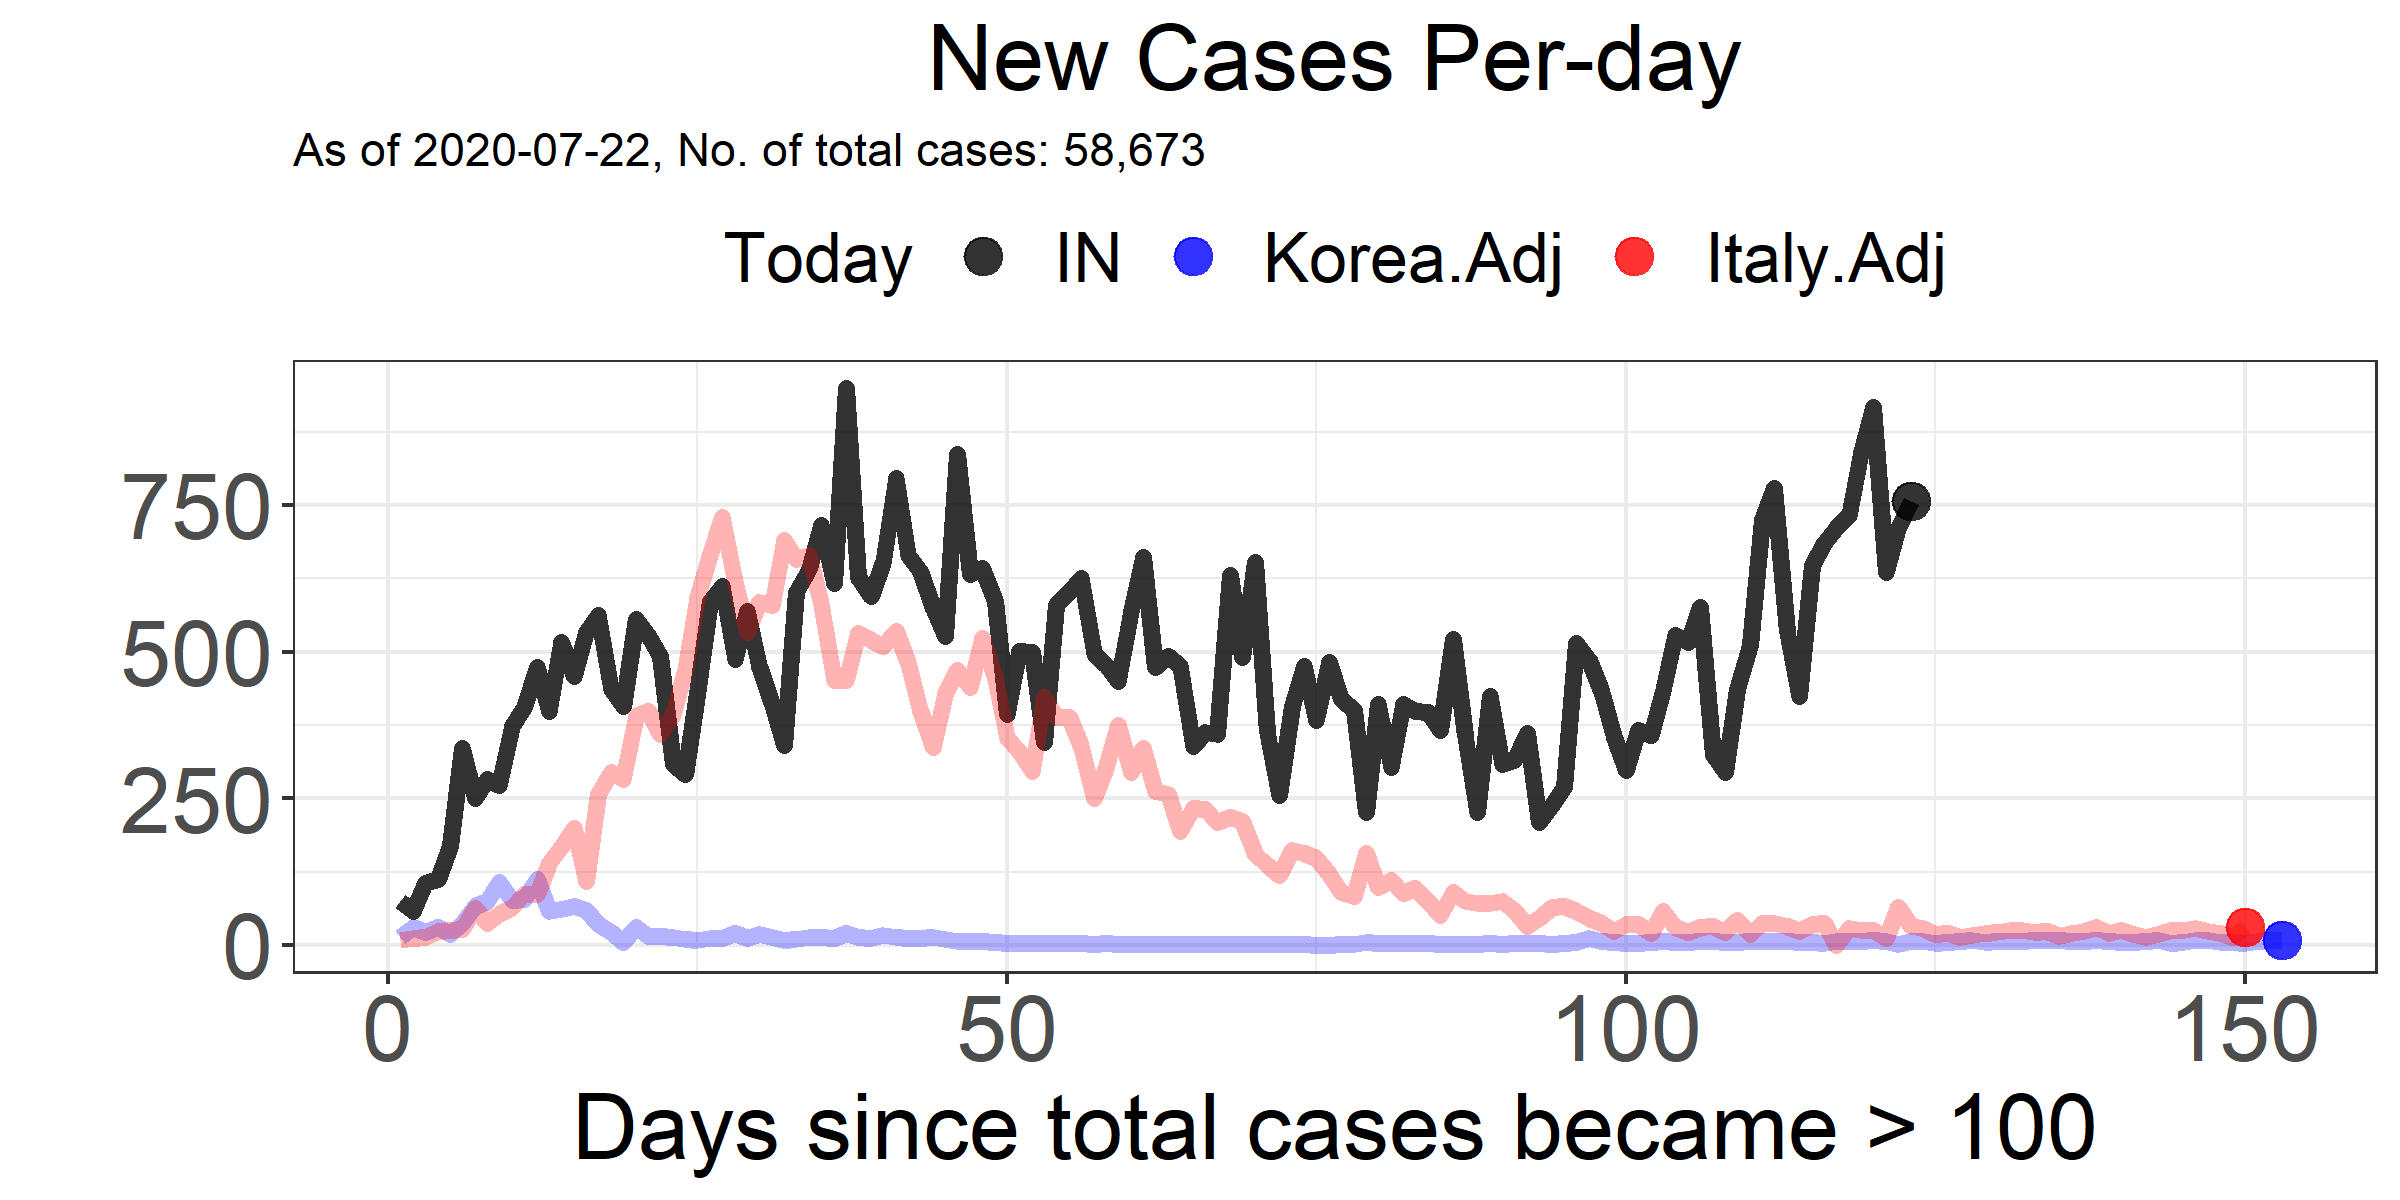 New Cases Per-day
As of 2020-07-22, No. of total cases: 58,673
Today IN Korea.Adj Italy.Adj
750
500
250
0
0 50 100 150
Days since total cases became > 100